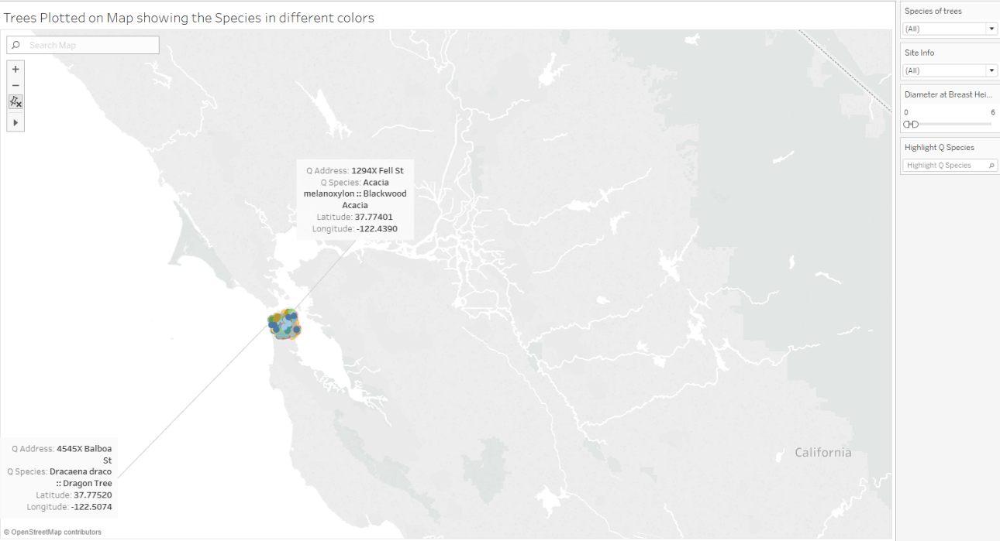 Trees Plotted on Map showing the Species in different colors
Search Map
Q Address: 1294X Fell St
Q Species: Acacia
melanoxylon :: Blackwood
Acacia
Latitude: 37.77401
Longitude: -122.4390
Q Address: 4545X Balboa
St
Q Species: Dracaena draco
:: Dragon Tree
Latitude: 37.77520
Longitude: -122.5074
California
© OpenStreetMap contributors
Species of trees
(All)
Site Info
(All)
Diameter at Breast Hei...
0 6
Highlight Q Species
Highlight Q Species